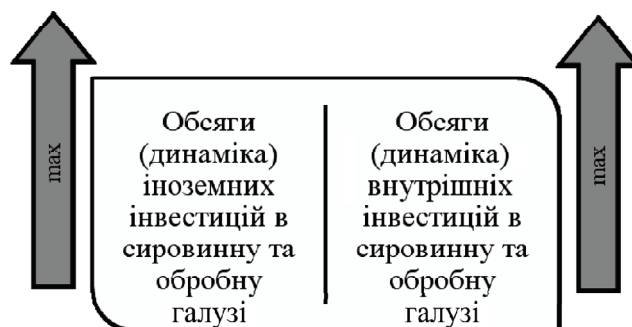 max
Обсяги
(динаміка)
іноземних
інвестицій в
сировинну та
обробну
галузі
Обсяги
(динаміка)
внутрішніх
інвестицій в
сировинну та
обробну
галузі
max